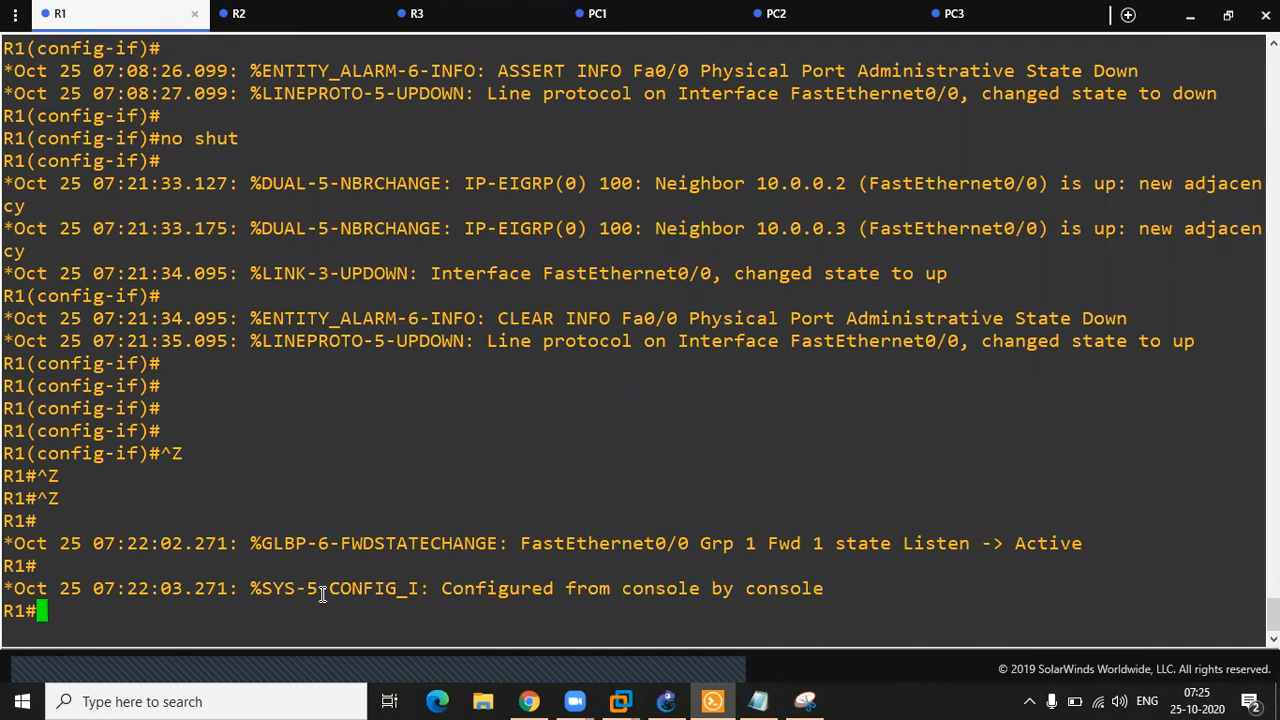 R1 R2 R3 PC1 PC2 PC3
R1(config-if)#
*Oct 25 07:08:26.099: %ENTITY_ALARM-6-INFO: ASSERT INFO Fa0/0 Physical Port Administrative State Down
*Oct 25 07:08:27.099: %LINEPROTO-5-UPDOWN: Line protocol on Interface FastEthernet0/0, changed state to down
R1(config-if)#
R1(config-if)#no shut
R1(config-if)#
*Oct 25 07:21:33.127: %DUAL-5-NBRCHANGE: IP-EIGRP(0) 100: Neighbor 10.0.0.2 (FastEthernet0/0) is up: new adjacen
cy
*Oct 25 07:21:33.175: %DUAL-5-NBRCHANGE: IP-EIGRP(0) 100: Neighbor 10.0.0.3 (FastEthernet0/0) is up: new adjacen
cy
*Oct 25 07:21:34.095: %LINK-3-UPDOWN: Interface FastEthernet0/0, changed state to up
R1(config-if)#
*Oct 25 07:21:34.095: %ENTITY_ALARM-6-INFO: CLEAR INFO Fa0/0 Physical Port Administrative State Down
*Oct 25 07:21:35.095: %LINEPROTO-5-UPDOWN: Line protocol on Interface FastEthernet0/0, changed state to up
R1(config-if)#
R1(config-if)#
R1(config-if)#
R1(config-if)#
R1(config-if)#^Z
R1#^Z
R1#^Z
R1#
*Oct 25 07:22:02.271: %GLBP-6-FWDSTATECHANGE: FastEthernet0/0 Grp 1 Fwd 1 state Listen -> Active
R1#
*Oct 25 07:22:03.271: %SYS-5-CONFIG_I: Configured from console by console
R1#
© 2019 SolarWinds Worldwide, LLC. All rights reserved.
Type here to search
ENG
07:25
25-10-2020
2